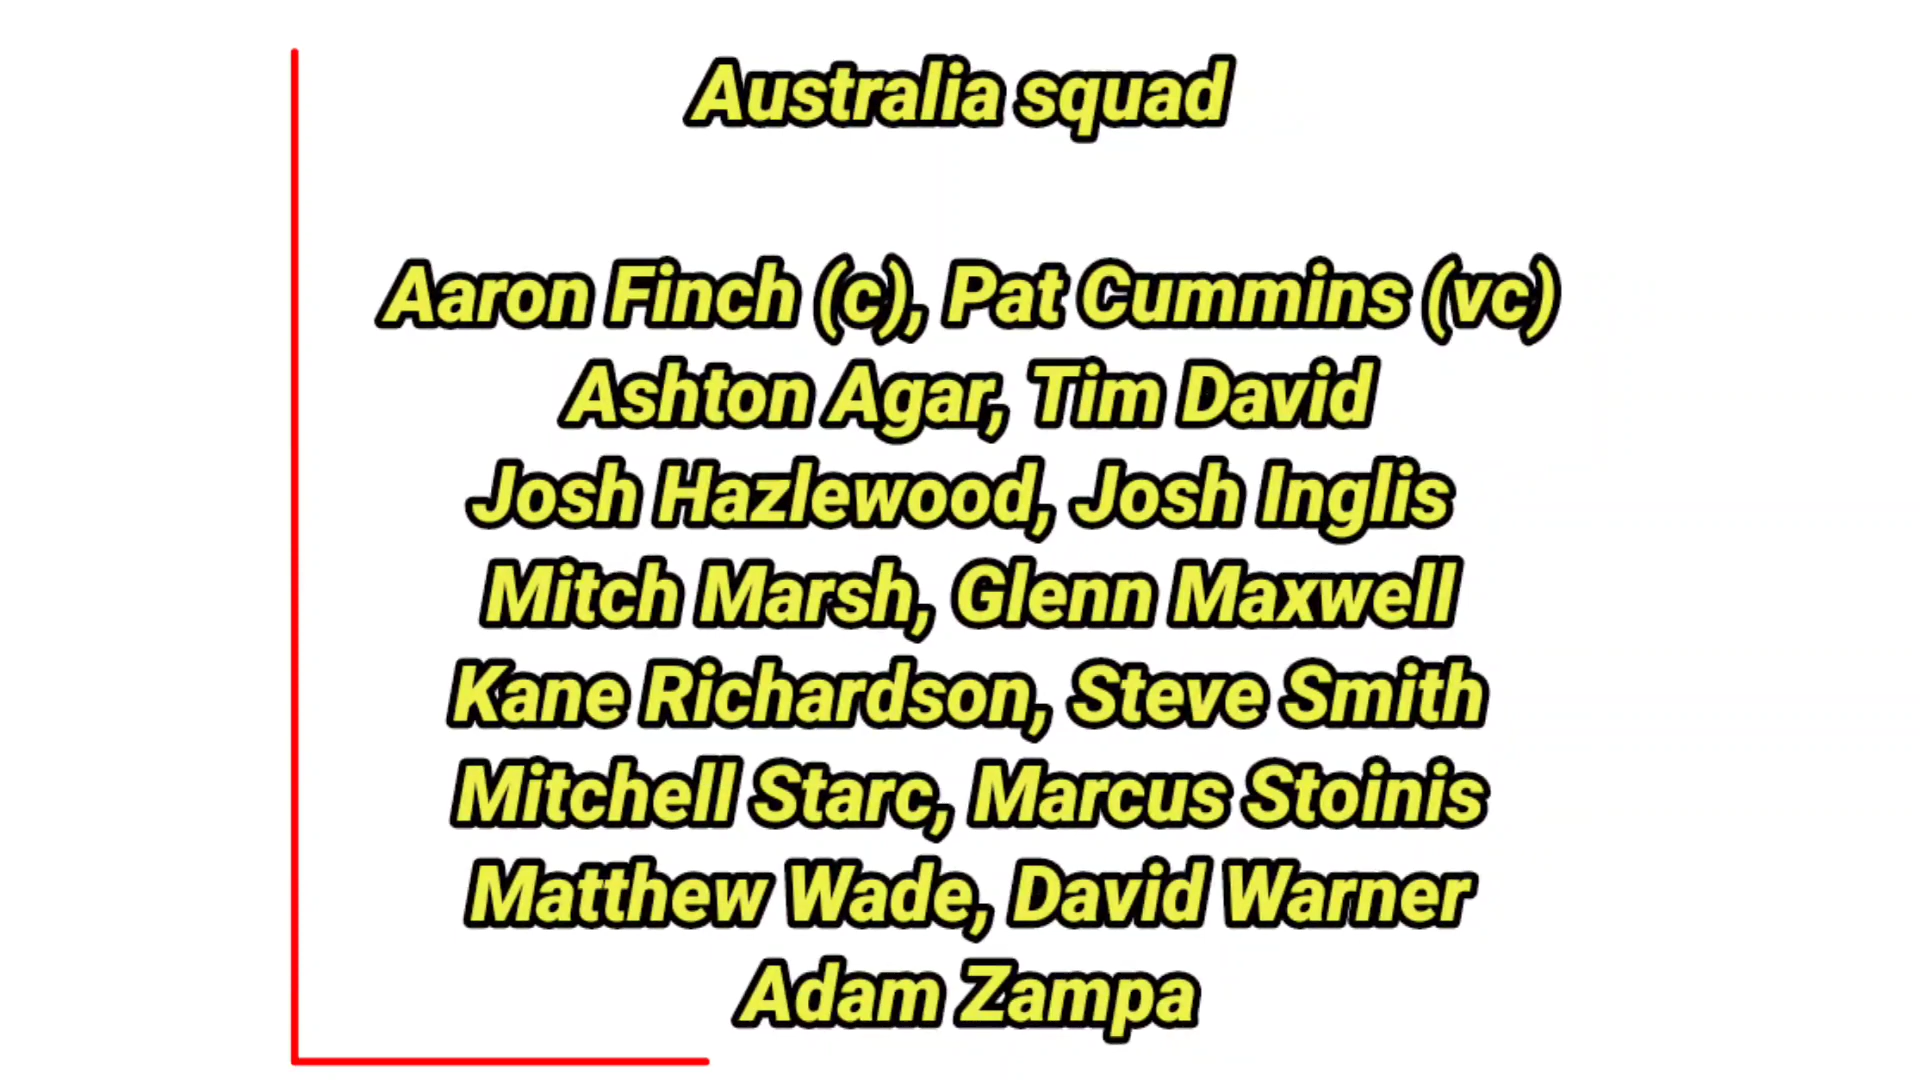 Australia squad
Aaron Finch (c), Pat Cummins (vc)
Ashton Agar, Tim David
Josh Hazlewood, Josh Inglis
Mitch Marsh, Glenn Maxwell
Kane Richardson, Steve Smith
Mitchell Starc, Marcus Stoinis
Matthew Wade, David Warner
Adam Zampa